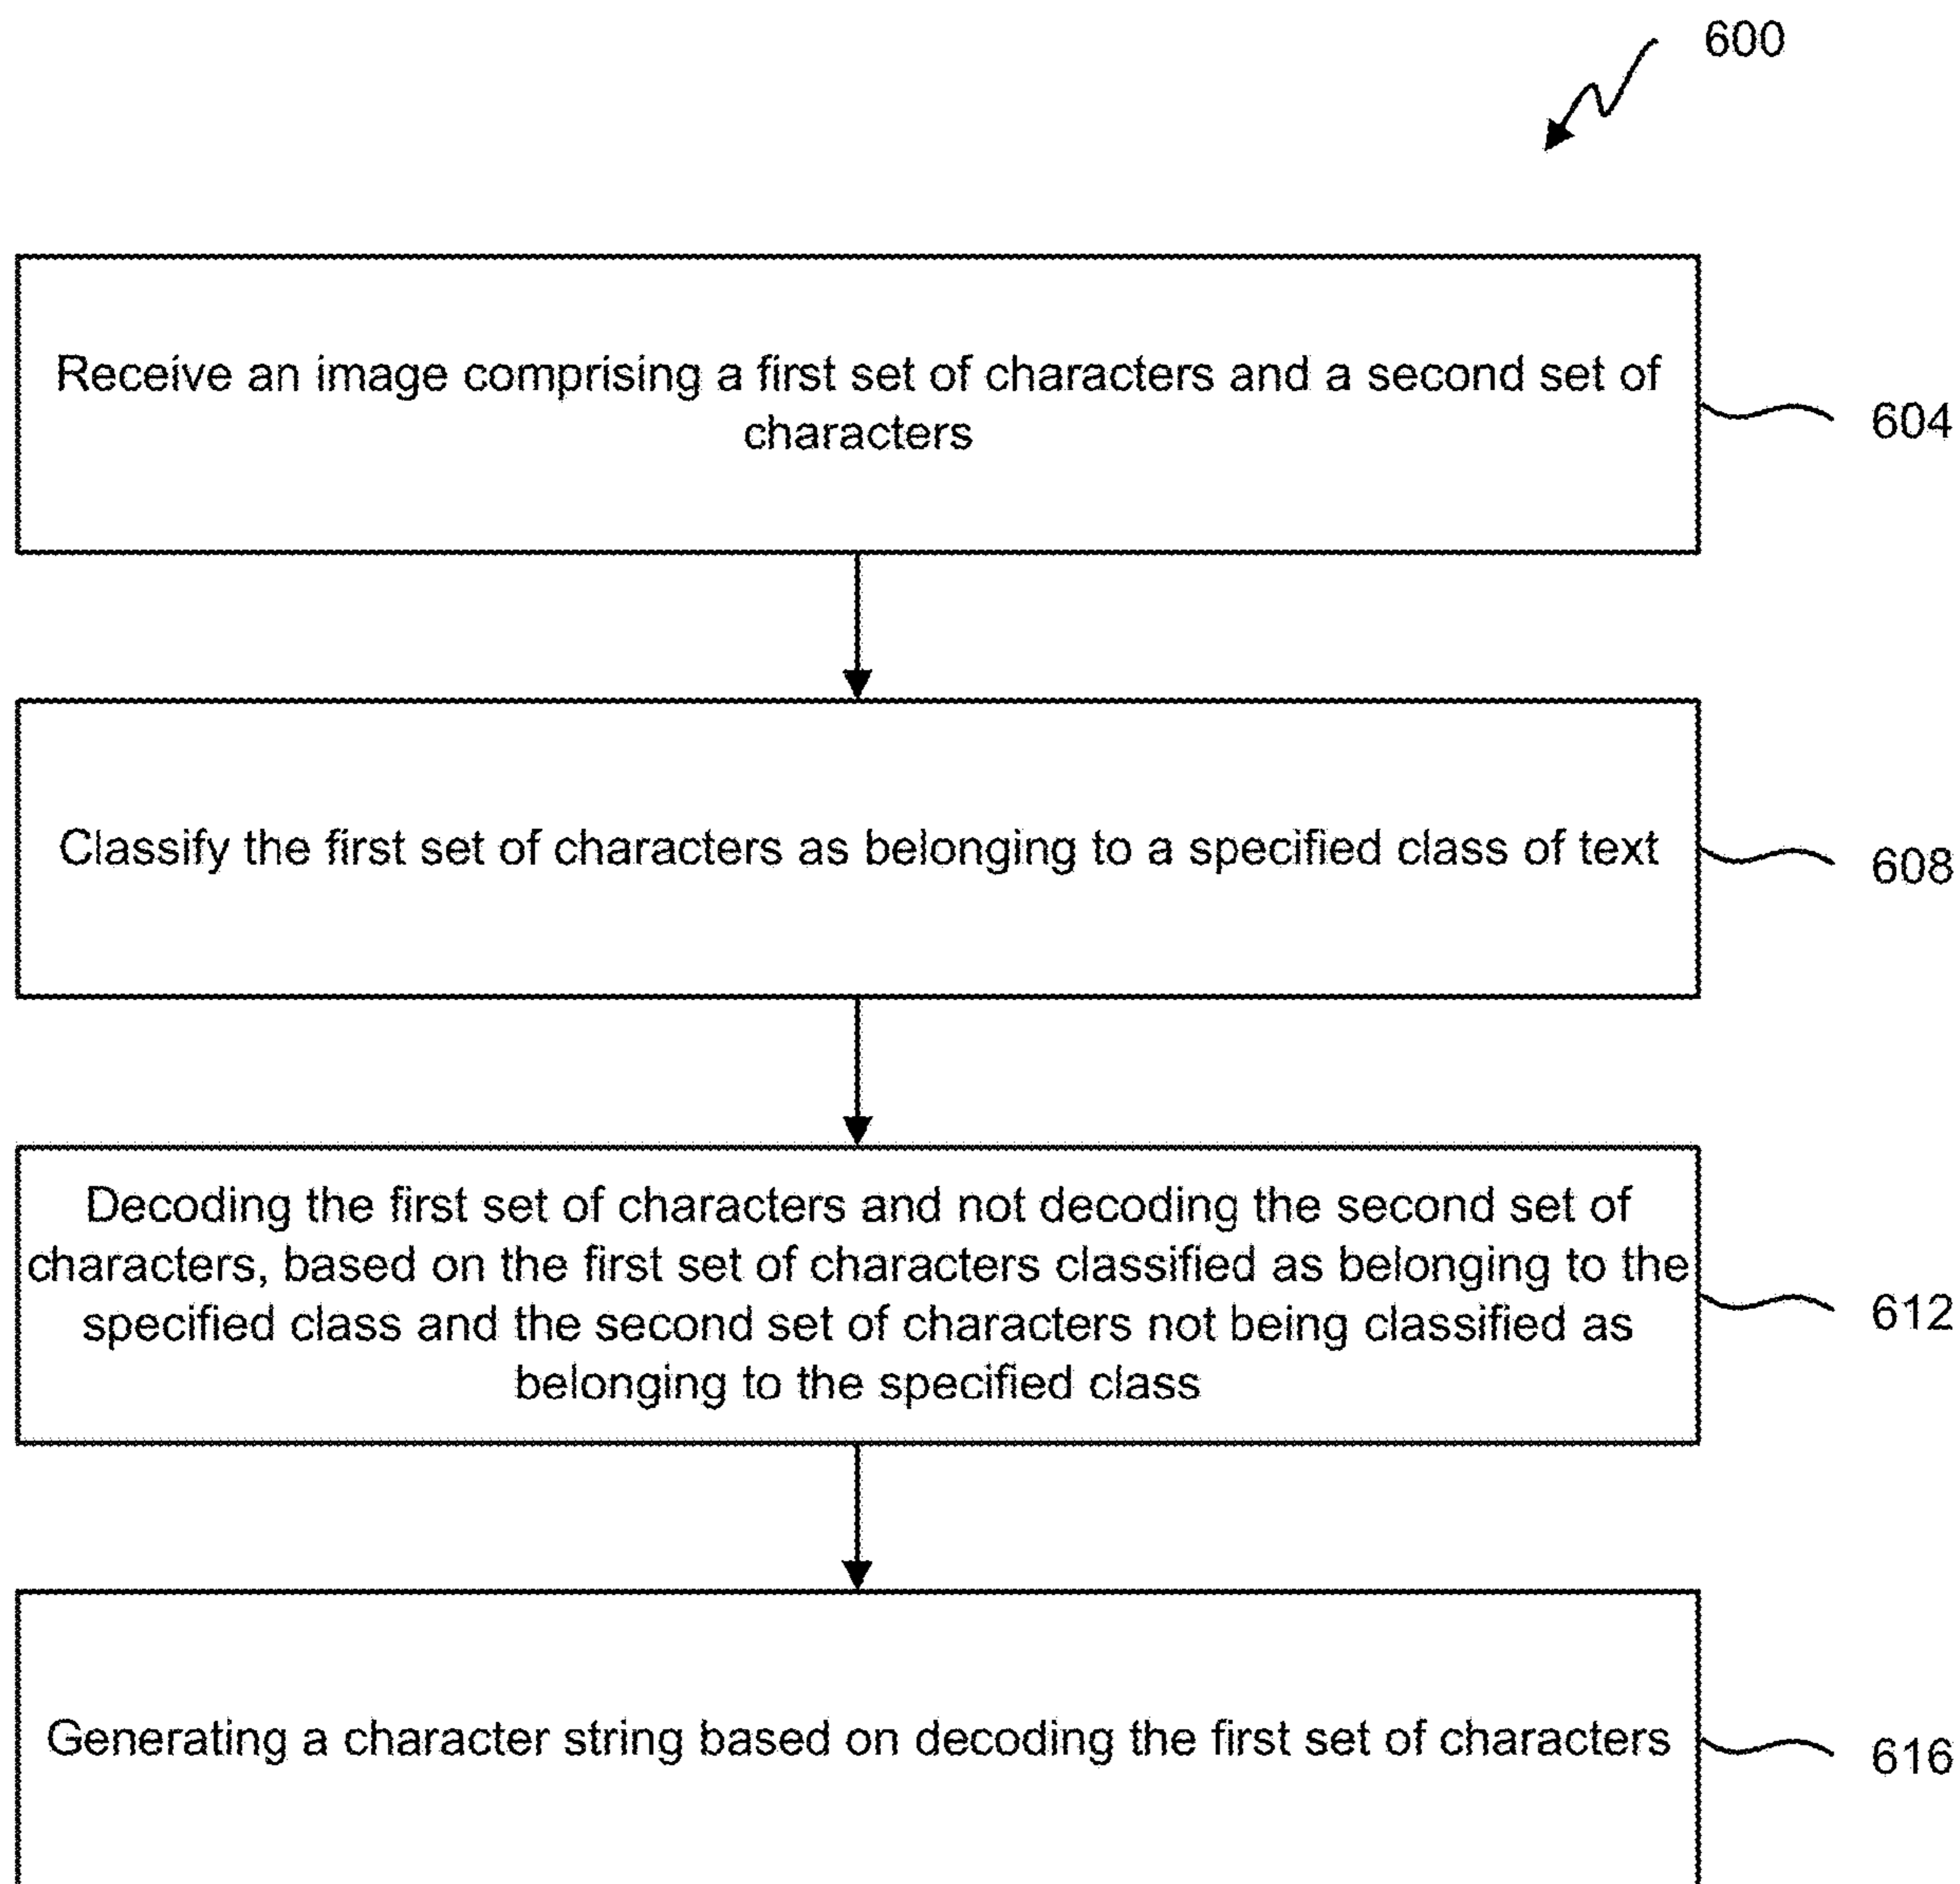 600
Receive an image comprising a first set of characters and a second set of
characters
604
Classify the first set of characters as belonging to a specified class of text
608
Decoding the first set of characters and not decoding the second set of
characters, based on the first set of characters classified as belonging to the
specified class and the second set of characters not being classified as
belonging to the specified class
612
Generating a character string based on decoding the first set of characters
616